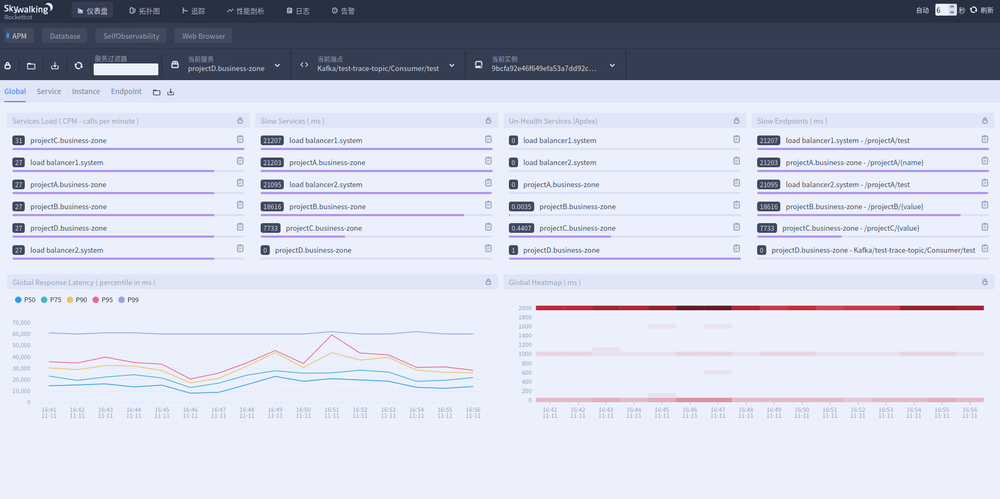 Skywalking
Rocketbot
仪表盘
拓扑图
追踪
性能剖析
日志
告警
自动 6 秒 刷新
APM
Database
SelfObservability
Web Browser
服务过滤器
当前服务
projectD.business-zone
当前端点
Kafka/test-trace-topic/Consumer/test
当前实例
9bcfa92e46f649efa53a7dd92c...
Global
Service
Instance
Endpoint
Services Load ( CPM - calls per minute )
31 projectC.business-zone
27 load balancer1.system
27 projectA.business-zone
27 projectB.business-zone
27 projectD.business-zone
27 load balancer2.system
Slow Services ( ms )
21207 load balancer1.system
21203 projectA.business-zone
21095 load balancer2.system
18616 projectB.business-zone
7733 projectC.business-zone
0 projectD.business-zone
Un-Health Services (Apdex)
0 load balancer1.system
0 load balancer2.system
0 projectA.business-zone
0.0035 projectB.business-zone
0.4407 projectC.business-zone
1 projectD.business-zone
Slow Endpoints ( ms )
21207 load balancer1.system - /projectA/test
21203 projectA.business-zone - /projectA/{name}
21095 load balancer2.system - /projectA/test
18616 projectB.business-zone - /projectB/{value}
7733 projectC.business-zone - /projectC/{value}
0 projectD.business-zone - Kafka/test-trace-topic/Consumer/test
Global Response Latency ( percentile in ms )
P50 P75 P90 P95 P99
70,000
60,000
50,000
40,000
30,000
20,000
10,000
0
16:41 16:42 16:43 16:44 16:45 16:46 16:47 16:48 16:49 16:50 16:51 16:52 16:53 16:54 16:55 16:56
11-11 11-11 11-11 11-11 11-11 11-11 11-11 11-11 11-11 11-11 11-11 11-11 11-11 11-11 11-11 11-11
Global Heatmap ( ms )
2000
1800
1600
1400
1200
1000
800
600
400
200
0
16:41 16:42 16:43 16:44 16:45 16:46 16:47 16:48 16:49 16:50 16:51 16:52 16:53 16:54 16:55 16:56
11-11 11-11 11-11 11-11 11-11 11-11 11-11 11-11 11-11 11-11 11-11 11-11 11-11 11-11 11-11 11-11